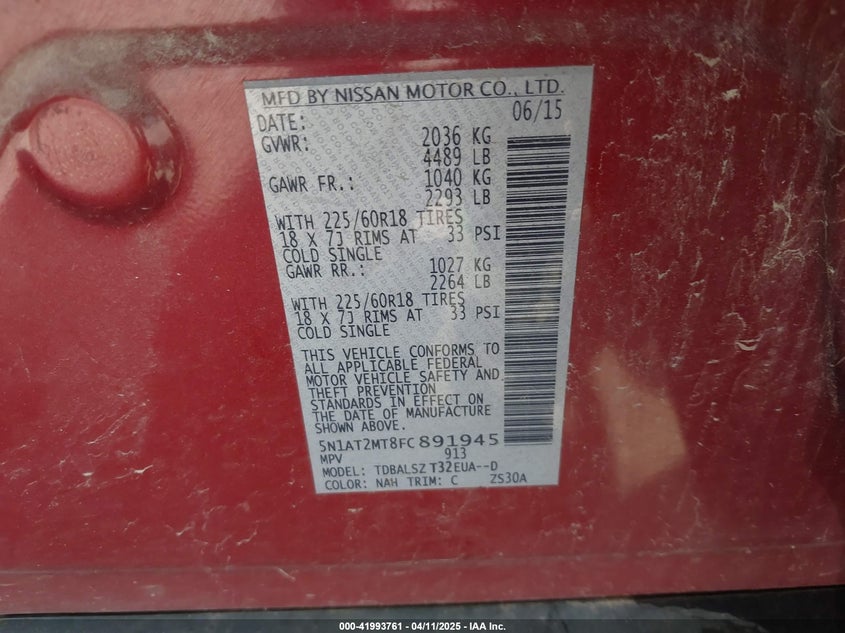 MFD BY NISSAN MOTOR CO., LTD.
DATE: 06/15
GVWR: 2036 KG
4489 LB
GAWR FR.: 1040 KG
2293 LB
WITH 225/60R18 TIRES
18 X 7J RIMS AT 33 PSI
COLD SINGLE
GAWR RR.: 1027 KG
2264 LB
WITH 225/60R18 TIRES
18 X 7J RIMS AT 33 PSI
COLD SINGLE
THIS VEHICLE CONFORMS TO
ALL APPLICABLE FEDERAL
MOTOR VEHICLE SAFETY AND
THEFT PREVENTION
STANDARDS IN EFFECT ON
THE DATE OF MANUFACTURE
SHOWN ABOVE.
5N1AT2MT8FC891945
MPV 913
MODEL: TDBALSZ T32EUA--D
COLOR: NAH TRIM: C ZS30A
000-41993761 - 04/11/2025 - IAA Inc.